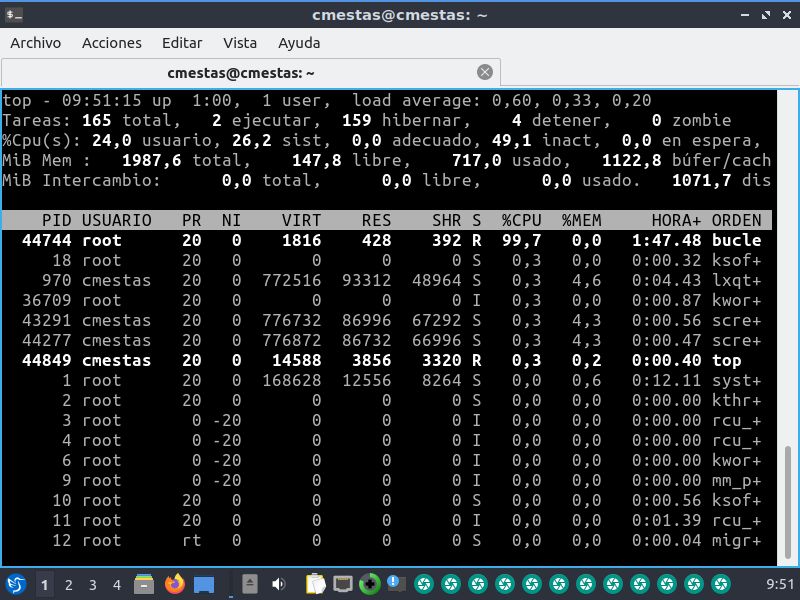 cmestas@cmestas: ~
Archivo Acciones Editar Vista Ayuda
cmestas@cmestas: ~
top - 09:51:15 up  1:00,  1 user,  load average: 0,60, 0,33, 0,20
Tareas: 165 total,   2 ejecutar,  159 hibernar,    4 detener,    0 zombie
%Cpu(s): 24,0 usuario, 26,2 sist,  0,0 adecuado, 49,1 inact,  0,0 en espera,
MiB Mem :   1987,6 total,    147,8 libre,    717,0 usado,   1122,8 búfer/cach
MiB Intercambio:      0,0 total,      0,0 libre,      0,0 usado.   1071,7 dis
PID USUARIO   PR  NI    VIRT    RES    SHR S  %CPU  %MEM     HORA+ ORDEN
44744 root      20   0    1816    428    392 R  99,7   0,0   1:47.48 bucle
18 root      20   0       0      0      0 S   0,3   0,0   0:00.32 ksof+
970 cmestas   20   0  772516  93312  48964 S   0,3   4,6   0:04.43 lxqt+
36709 root      20   0       0      0      0 I   0,3   0,0   0:00.87 kwor+
43291 cmestas   20   0  776732  86996  67292 S   0,3   4,3   0:00.56 scre+
44277 cmestas   20   0  776872  86732  66996 S   0,3   4,3   0:00.47 scre+
44849 cmestas   20   0   14588   3856   3320 R   0,3   0,2   0:00.40 top
1 root      20   0  168628  12556   8264 S   0,0   0,6   0:12.11 syst+
2 root      20   0       0      0      0 S   0,0   0,0   0:00.00 kthr+
3 root       0 -20       0      0      0 I   0,0   0,0   0:00.00 rcu_+
4 root       0 -20       0      0      0 I   0,0   0,0   0:00.00 rcu_+
6 root       0 -20       0      0      0 I   0,0   0,0   0:00.00 kwor+
9 root       0 -20       0      0      0 I   0,0   0,0   0:00.00 mm_p+
10 root      20   0       0      0      0 S   0,0   0,0   0:00.56 ksof+
11 root      20   0       0      0      0 I   0,0   0,0   0:01.39 rcu_+
12 root      rt   0       0      0      0 S   0,0   0,0   0:00.04 migr+
1 2 3 4 9:51